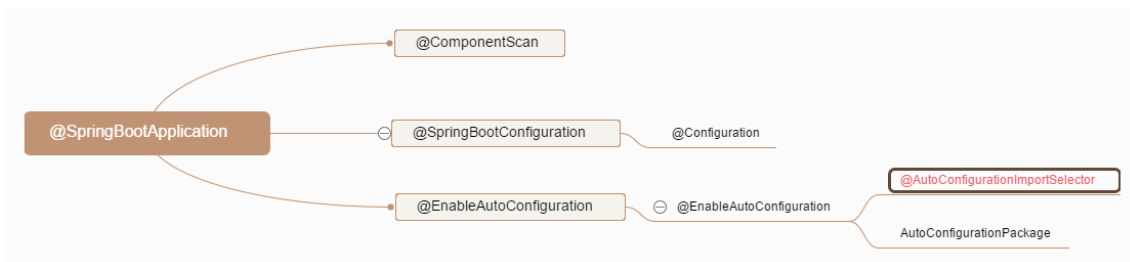 @ComponentScan
@SpringBootApplication
@SpringBootConfiguration
@Configuration
@AutoConfigurationImportSelector
@EnableAutoConfiguration
@EnableAutoConfiguration
AutoConfigurationPackage